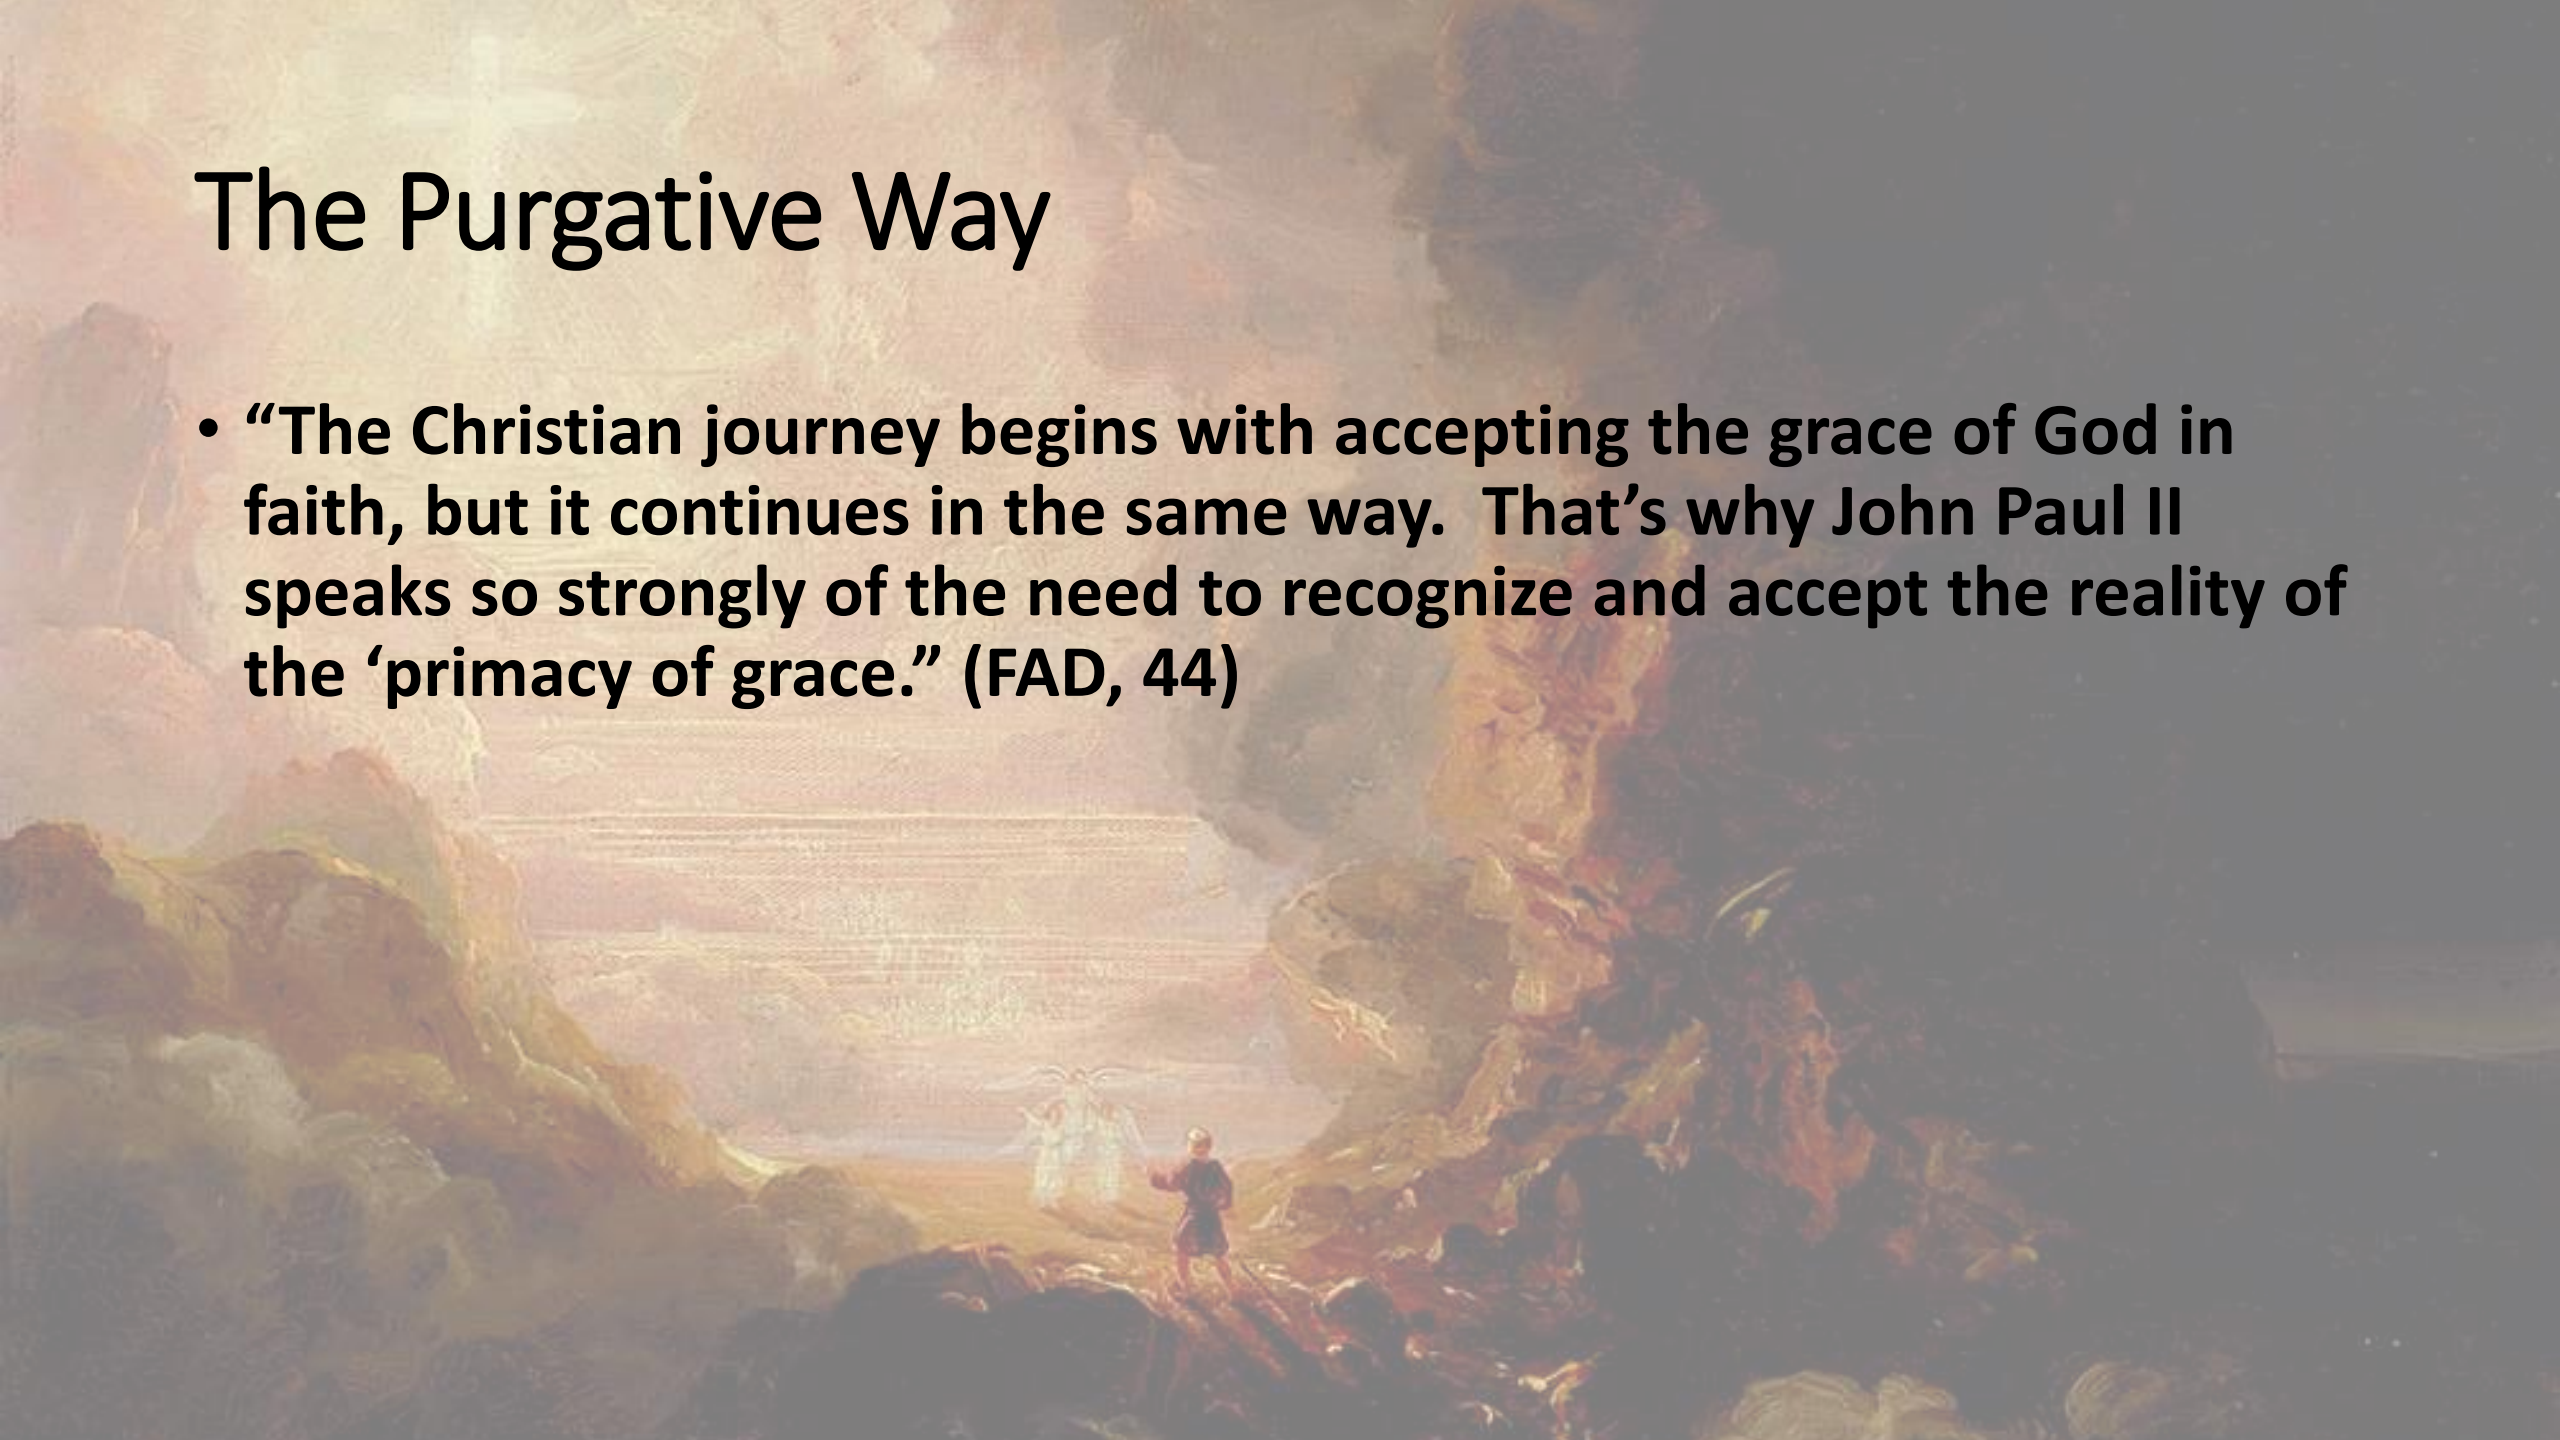 The Purgative Way
• “The Christian journey begins with accepting the grace of God in
faith, but it continues in the same way.  That’s why John Paul II
speaks so strongly of the need to recognize and accept the reality of
the ‘primacy of grace.” (FAD, 44)